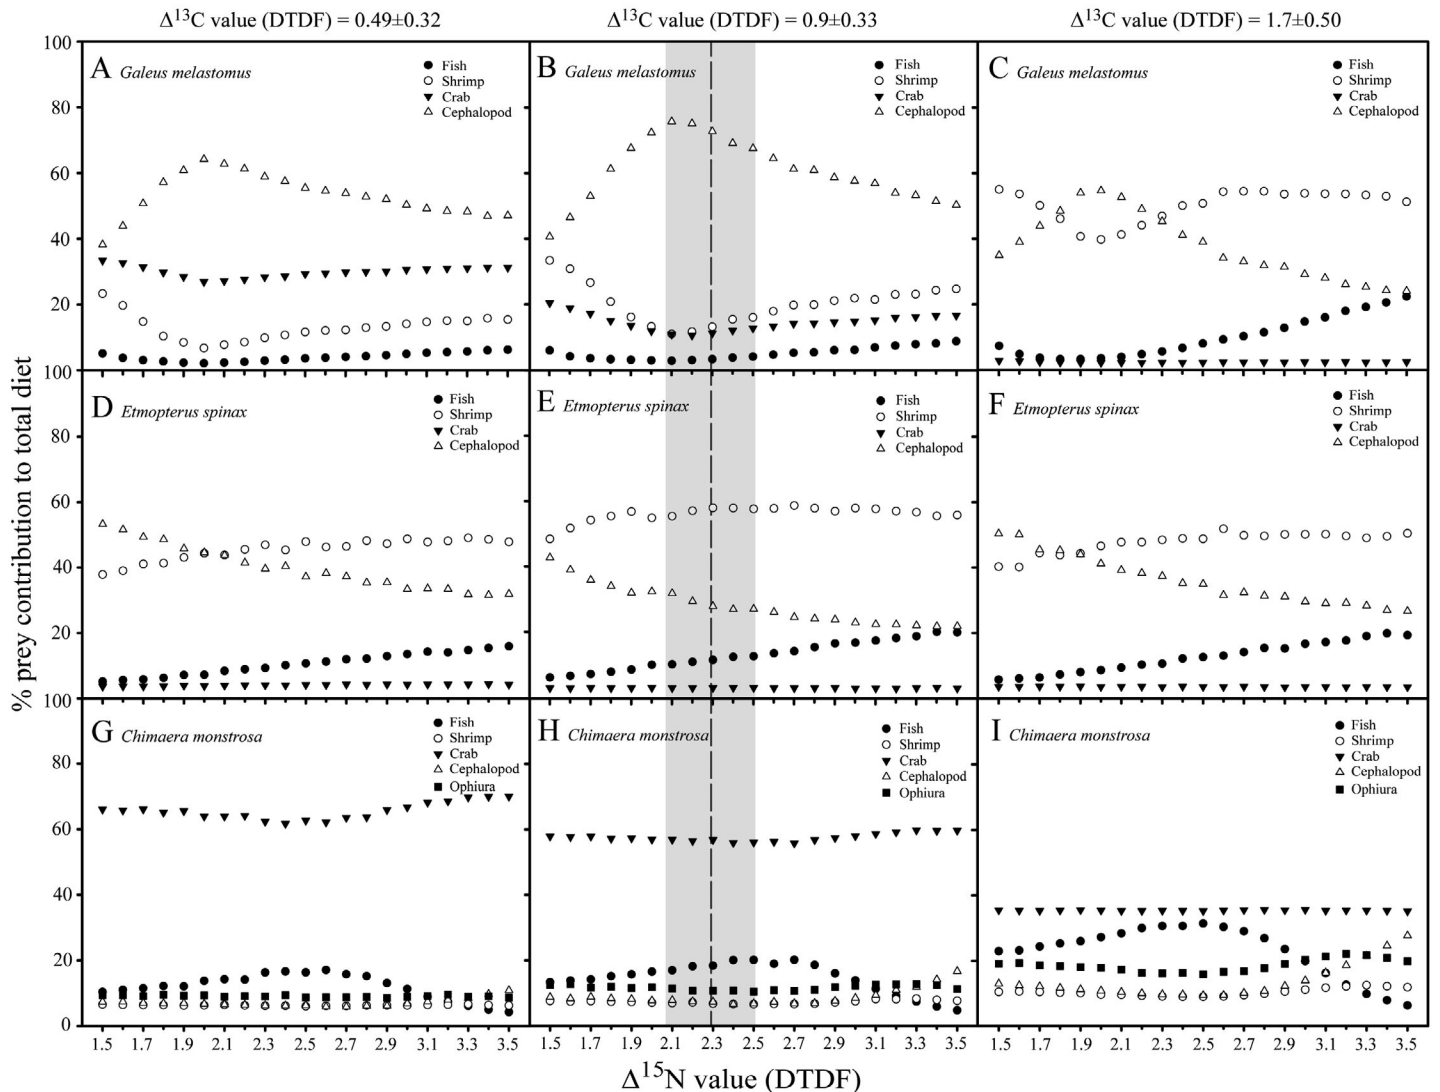 Δ¹³C value (DTDF) = 0.49±0.32
Δ¹³C value (DTDF) = 0.9±0.33
Δ¹³C value (DTDF) = 1.7±0.50
% prey contribution to total diet
100
80
60
40
20
A Galeus melastomus
Fish
Shrimp
Crab
Cephalopod
B Galeus melastomus
Fish
Shrimp
Crab
Cephalopod
C Galeus melastomus
Fish
Shrimp
Crab
Cephalopod
100
80
60
40
20
D Etmopterus spinax
Fish
Shrimp
Crab
Cephalopod
E Etmopterus spinax
Fish
Shrimp
Crab
Cephalopod
F Etmopterus spinax
Fish
Shrimp
Crab
Cephalopod
100
80
60
40
20
0
G Chimaera monstrosa
Fish
Shrimp
Crab
Cephalopod
Ophiura
H Chimaera monstrosa
Fish
Shrimp
Crab
Cephalopod
Ophiura
I Chimaera monstrosa
Fish
Shrimp
Crab
Cephalopod
Ophiura
1.5 1.7 1.9 2.1 2.3 2.5 2.7 2.9 3.1 3.3 3.5
1.5 1.7 1.9 2.1 2.3 2.5 2.7 2.9 3.1 3.3 3.5
1.5 1.7 1.9 2.1 2.3 2.5 2.7 2.9 3.1 3.3 3.5
Δ¹⁵N value (DTDF)